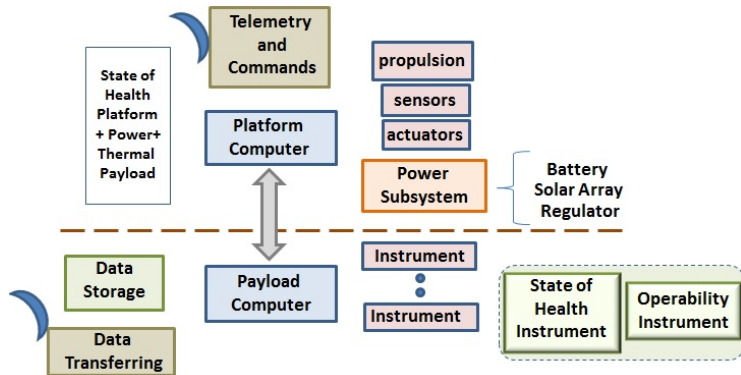 Telemetry
and
Commands
State of
Health
Platform
+ Power+
Thermal
Payload
Platform
Computer
propulsion
sensors
actuators
Power
Subsystem
Battery
Solar Array
Regulator
Data
Storage
Data
Transferring
Payload
Computer
Instrument
Instrument
State of
Health
Instrument
Operability
Instrument